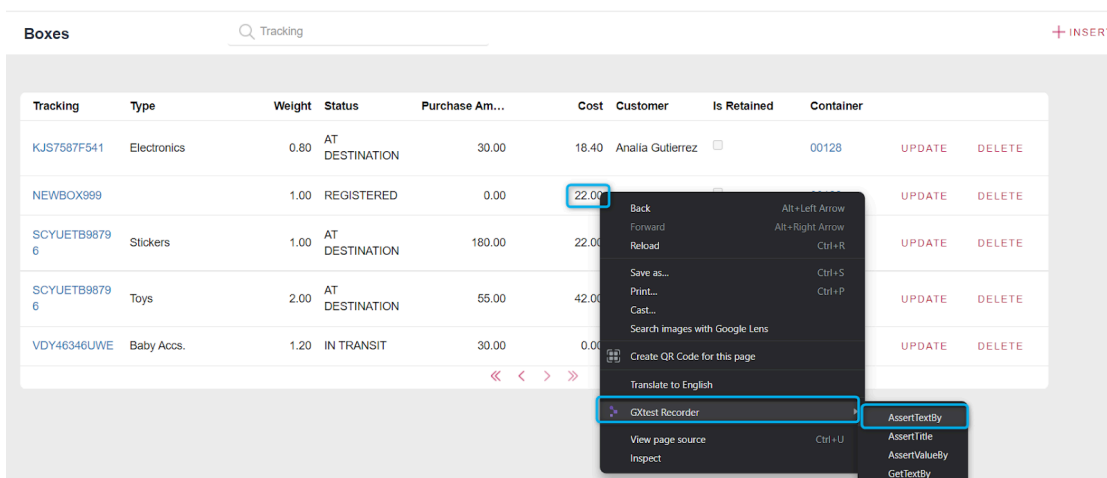 Boxes
Tracking
INSER
Tracking Type Weight Status Purchase Am... Cost Customer Is Retained Container
KJS7587F541 Electronics 0.80 AT DESTINATION 30.00 18.40 Analía Gutierrez 00128 UPDATE DELETE
NEWBOX999 1.00 REGISTERED 0.00 22.00 UPDATE DELETE
SCYUETB98796 Stickers 1.00 AT DESTINATION 180.00 22.00 UPDATE DELETE
SCYUETB98796 Toys 2.00 AT DESTINATION 55.00 42.00 UPDATE DELETE
VDY46346UWE Baby Accs. 1.20 IN TRANSIT 30.00 0.00 UPDATE DELETE
Back Alt+Left Arrow
Forward Alt+Right Arrow
Reload Ctrl+R
Save as... Ctrl+S
Print... Ctrl+P
Cast...
Search images with Google Lens
Create QR Code for this page
Translate to English
GXtest Recorder
View page source Ctrl+U
Inspect
AssertTextBy
AssertTitle
AssertValueBy
GetTextBy